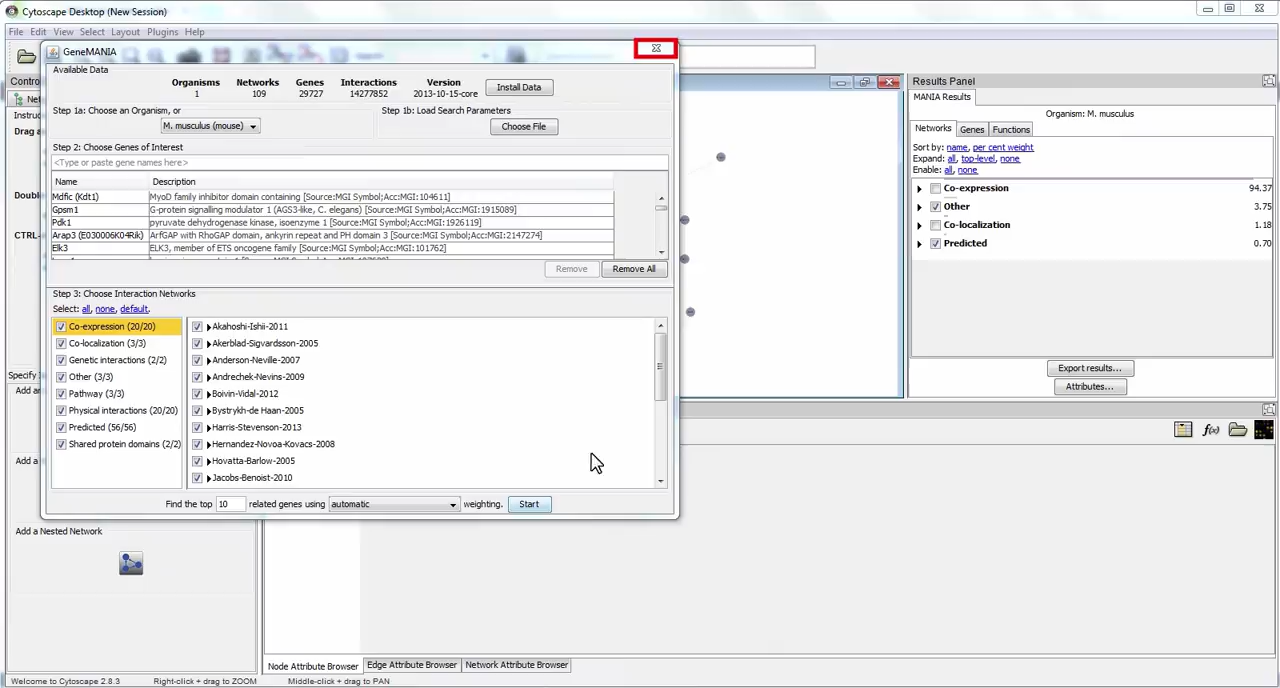 Cytoscape Desktop (New Session)
File Edit View Select Layout Plugins Help
GeneMANIA
Available Data
Organisms Networks Genes Interactions Version
1 109 29727 14277852 2013-10-15-core
Install Data
Step 1a: Choose an Organism, or
M. musculus (mouse)
Step 1b: Load Search Parameters
Choose File
Step 2: Choose Genes of Interest
<Type or paste gene names here>
Name Description
Mdfic (Kdt1) MyoD family inhibitor domain containing [Source:MGI Symbol;Acc:MGI:104611]
Gpsm1 G-protein signalling modulator 1 (AGS3-like, C. elegans) [Source:MGI Symbol;Acc:MGI:1915089]
Pdk1 pyruvate dehydrogenase kinase, isoenzyme 1 [Source:MGI Symbol;Acc:MGI:1926119]
Arap3 (E030006K04Rik) ArfGAP with RhoGAP domain, ankyrin repeat and PH domain 3 [Source:MGI Symbol;Acc:MGI:2147274]
Elk3 ELK3, member of ETS oncogene family [Source:MGI Symbol;Acc:MGI:101762]
Remove Remove All
Step 3: Choose Interaction Networks
Select: all, none, default.
Co-expression (20/20)
Co-localization (3/3)
Genetic interactions (2/2)
Other (3/3)
Pathway (3/3)
Physical interactions (20/20)
Predicted (56/56)
Shared protein domains (2/2)
Akahoshi-Ishii-2011
Akerblad-Sigvardsson-2005
Anderson-Neville-2007
Andrechek-Nevins-2009
Boivin-Vidal-2012
Bystrykh-de Haan-2005
Harris-Stevenson-2013
Hernandez-Novoa-Kovacs-2008
Hovatta-Barlow-2005
Jacobs-Benoist-2010
Find the top 10 related genes using automatic weighting. Start
Contro
Net
Instruc
Drag a
Doubl
CTRL-
Specify I
Add an
Add a
Add a Nested Network
Results Panel
MANIA Results
Organism: M. musculus
Networks Genes Functions
Sort by: name, per cent weight
Expand: all, top-level, none
Enable: all, none
Co-expression 94.37
Other 3.75
Co-localization 1.18
Predicted 0.70
Export results...
Attributes...
f(x)
Node Attribute Browser Edge Attribute Browser Network Attribute Browser
Welcome to Cytoscape 2.8.3 Right-click + drag to ZOOM Middle-click + drag to PAN